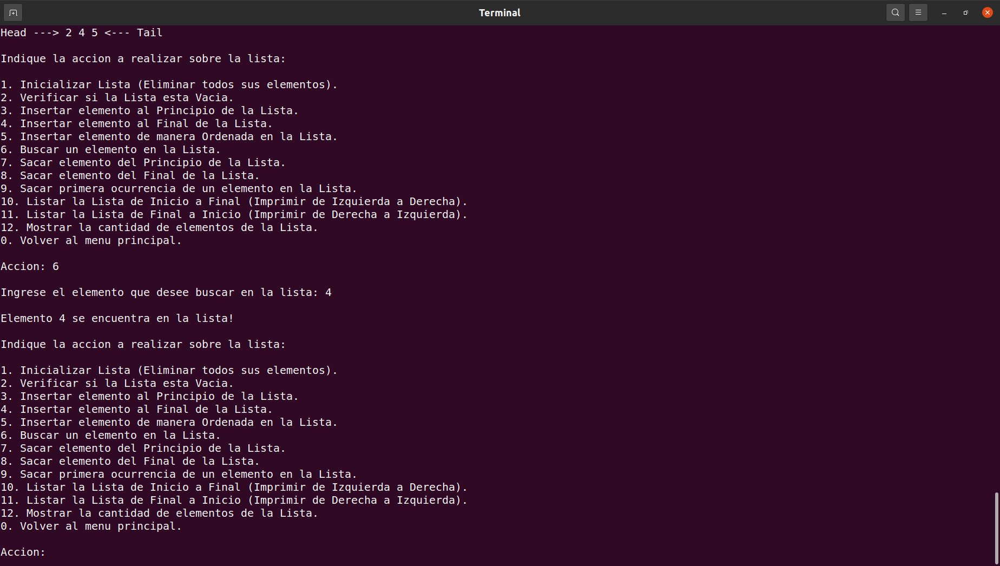 Terminal
Head ---> 2 4 5 <--- Tail
Indique la accion a realizar sobre la lista:
1. Inicializar Lista (Eliminar todos sus elementos).
2. Verificar si la Lista esta Vacia.
3. Insertar elemento al Principio de la Lista.
4. Insertar elemento al Final de la Lista.
5. Insertar elemento de manera Ordenada en la Lista.
6. Buscar un elemento en la Lista.
7. Sacar elemento del Principio de la Lista.
8. Sacar elemento del Final de la Lista.
9. Sacar primera ocurrencia de un elemento en la Lista.
10. Listar la Lista de Inicio a Final (Imprimir de Izquierda a Derecha).
11. Listar la Lista de Final a Inicio (Imprimir de Derecha a Izquierda).
12. Mostrar la cantidad de elementos de la Lista.
0. Volver al menu principal.
Accion: 6
Ingrese el elemento que desee buscar en la lista: 4
Elemento 4 se encuentra en la lista!
Indique la accion a realizar sobre la lista:
1. Inicializar Lista (Eliminar todos sus elementos).
2. Verificar si la Lista esta Vacia.
3. Insertar elemento al Principio de la Lista.
4. Insertar elemento al Final de la Lista.
5. Insertar elemento de manera Ordenada en la Lista.
6. Buscar un elemento en la Lista.
7. Sacar elemento del Principio de la Lista.
8. Sacar elemento del Final de la Lista.
9. Sacar primera ocurrencia de un elemento en la Lista.
10. Listar la Lista de Inicio a Final (Imprimir de Izquierda a Derecha).
11. Listar la Lista de Final a Inicio (Imprimir de Derecha a Izquierda).
12. Mostrar la cantidad de elementos de la Lista.
0. Volver al menu principal.
Accion: